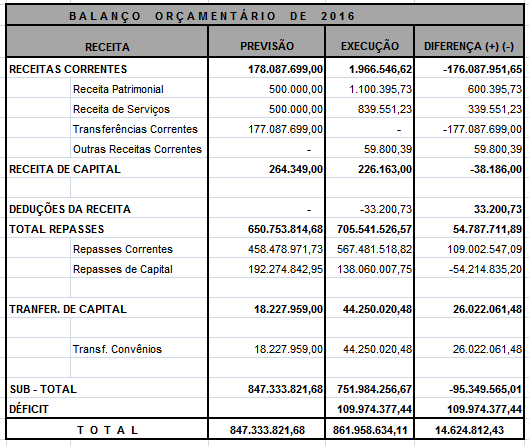 BALANÇO ORÇAMENTÁRIO DE 2016
RECEITA PREVISÃO EXECUÇÃO DIFERENÇA (+) (-)
RECEITAS CORRENTES 178.087.699,00 1.966.546,62 -176.087.951,65
Receita Patrimonial 500.000,00 1.100.395,73 600.395,73
Receita de Serviços 500.000,00 839.551,23 339.551,23
Transferências Correntes 177.087.699,00 - -177.087.699,00
Outras Receitas Correntes - 59.800,39 59.800,39
RECEITA DE CAPITAL 264.349,00 226.163,00 -38.186,00
DEDUÇÕES DA RECEITA - -33.200,73 33.200,73
TOTAL REPASSES 650.753.814,68 705.541.526,57 54.787.711,89
Repasses Correntes 458.478.971,73 567.481.518,82 109.002.547,09
Repasses de Capital 192.274.842,95 138.060.007,75 -54.214.835,20
TRANFER. DE CAPITAL 18.227.959,00 44.250.020,48 26.022.061,48
Transf. Convênios 18.227.959,00 44.250.020,48 26.022.061,48
SUB - TOTAL 847.333.821,68 751.984.256,67 -95.349.565,01
DÉFICIT 109.974.377,44 109.974.377,44
TOTAL 847.333.821,68 861.958.634,11 14.624.812,43